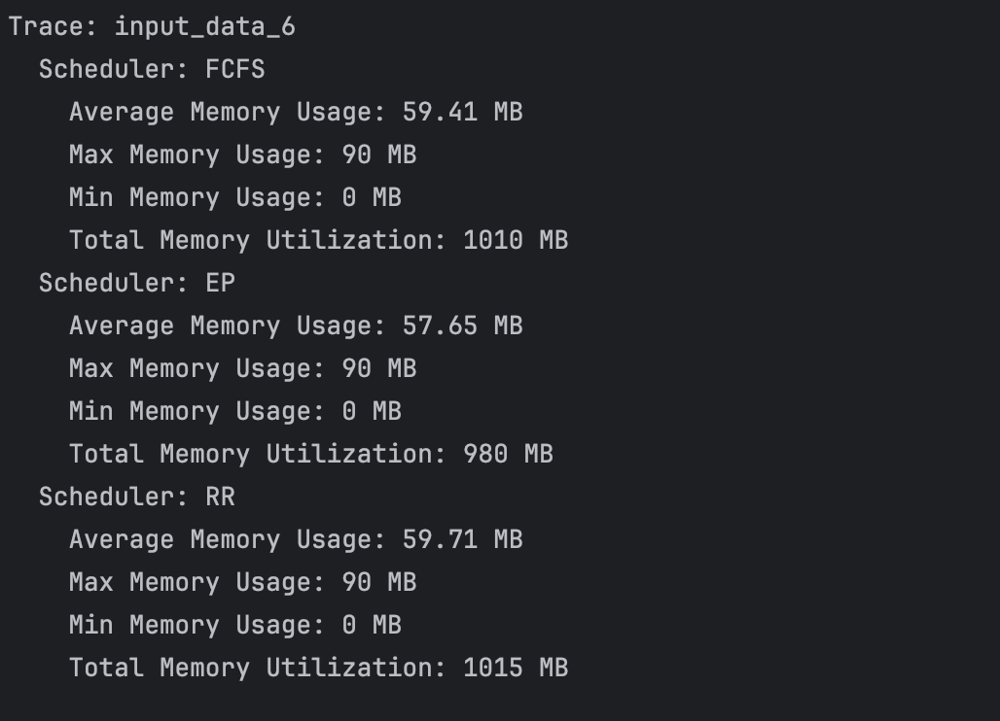 Trace: input_data_6
Scheduler: FCFS
Average Memory Usage: 59.41 MB
Max Memory Usage: 90 MB
Min Memory Usage: 0 MB
Total Memory Utilization: 1010 MB
Scheduler: EP
Average Memory Usage: 57.65 MB
Max Memory Usage: 90 MB
Min Memory Usage: 0 MB
Total Memory Utilization: 980 MB
Scheduler: RR
Average Memory Usage: 59.71 MB
Max Memory Usage: 90 MB
Min Memory Usage: 0 MB
Total Memory Utilization: 1015 MB